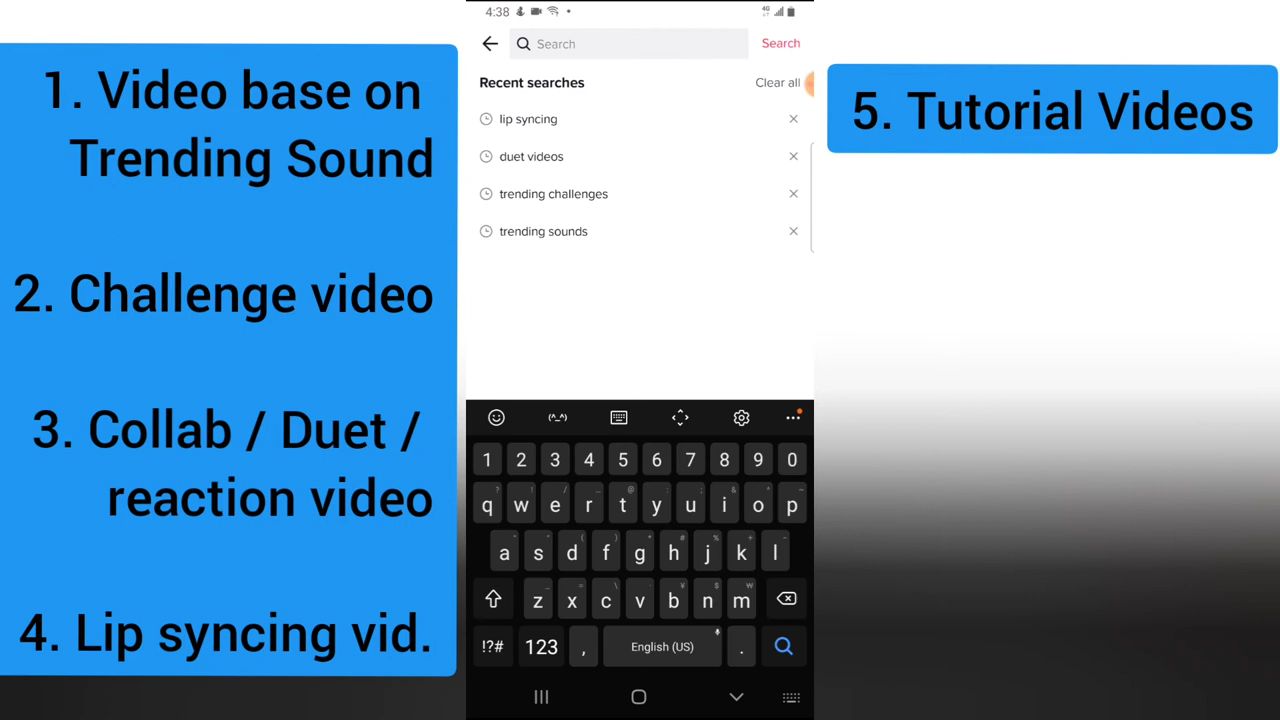 1. Video base on
Trending Sound
2. Challenge video
3. Collab / Duet /
reaction video
4. Lip syncing vid.
4:38
4G
Search
Search
Recent searches
Clear all
lip syncing
duet videos
trending challenges
trending sounds
(^_^)
1 2 3 4 5 6 7 8 9 0
q w e r t y u i o p
a s d f g h j k l
z x c v b n m
!?# 123 , English (US) .
5. Tutorial Videos